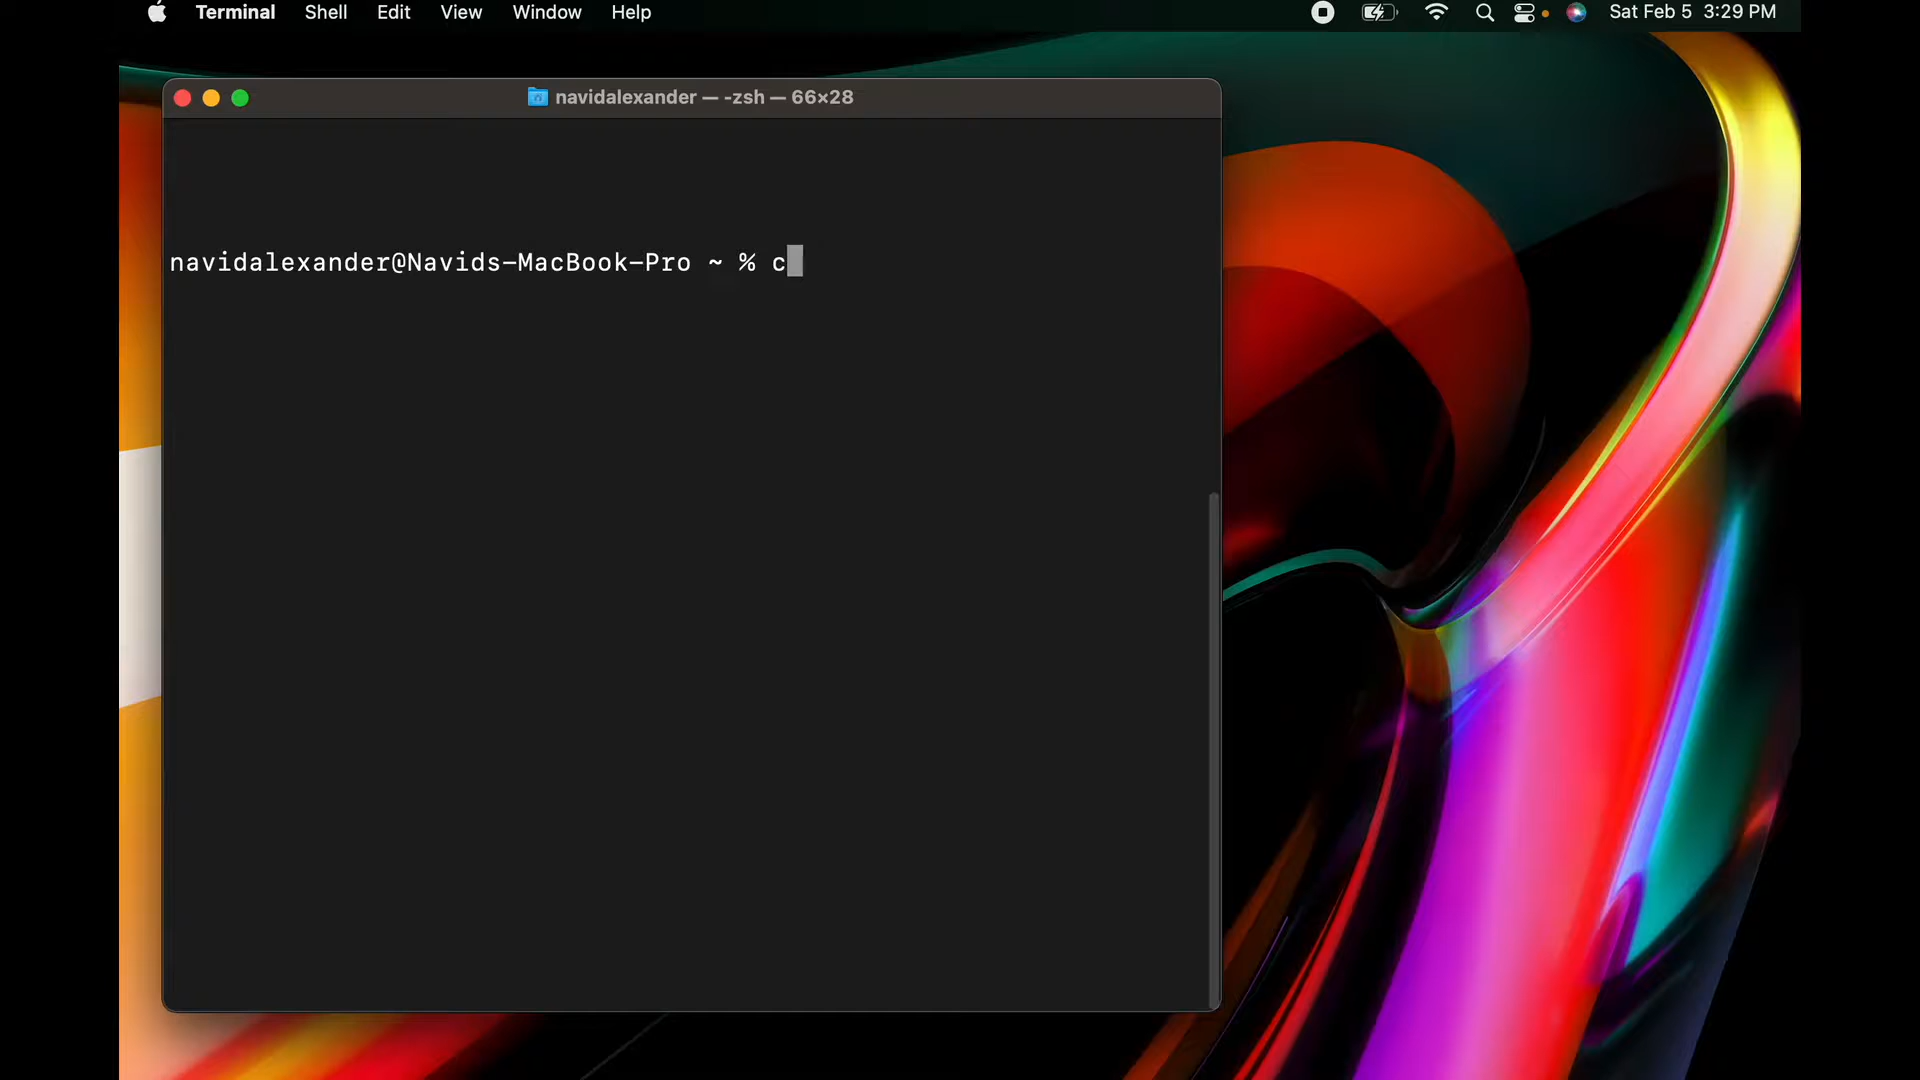 Terminal Shell Edit View Window Help Sat Feb 5 3:29 PM
navidalexander — -zsh — 66×28
navidalexander@Navids-MacBook-Pro ~ % c